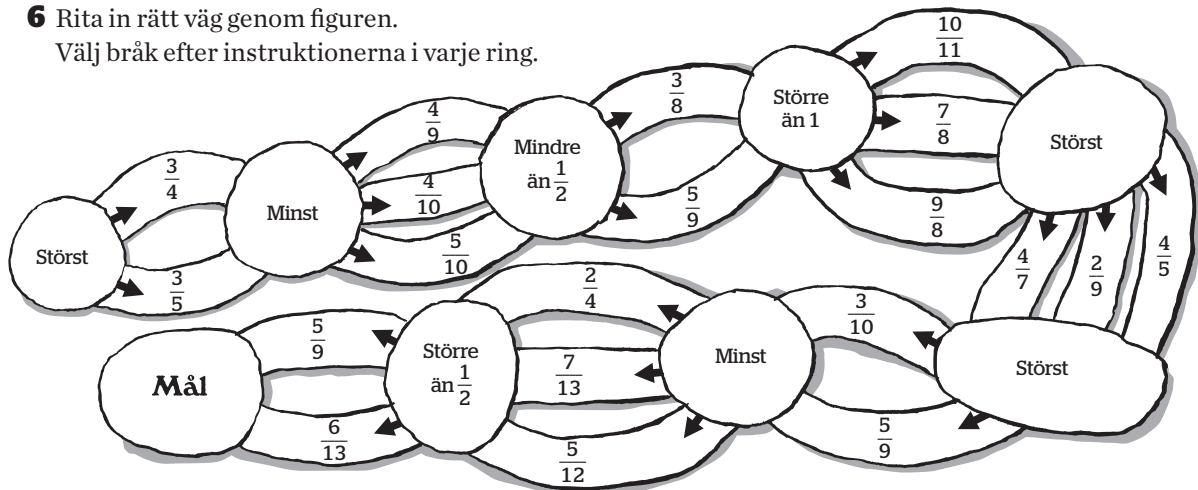 6 Rita in rätt väg genom figuren.
Välj bråk efter instruktionerna i varje ring.
Störst
3/4
3/5
Minst
4/9
4/10
5/10
Mindre
än 1/2
3/8
5/9
Större
än 1
10/11
7/8
9/8
Störst
4/7
2/9
4/5
Störst
3/10
5/9
Minst
2/4
7/13
5/12
Större
än 1/2
5/9
6/13
Mål